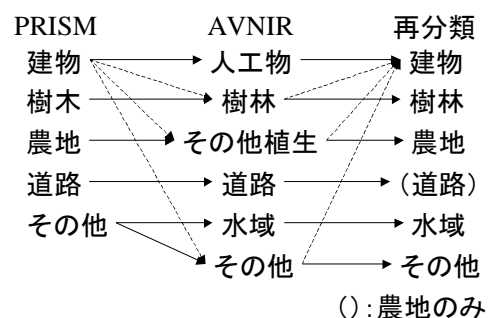 PRISM AVNIR 再分類
建物 人工物 建物
樹木 樹林 樹林
農地 その他植生 農地
道路 道路 (道路)
その他 水域 水域
その他 その他
():農地のみ